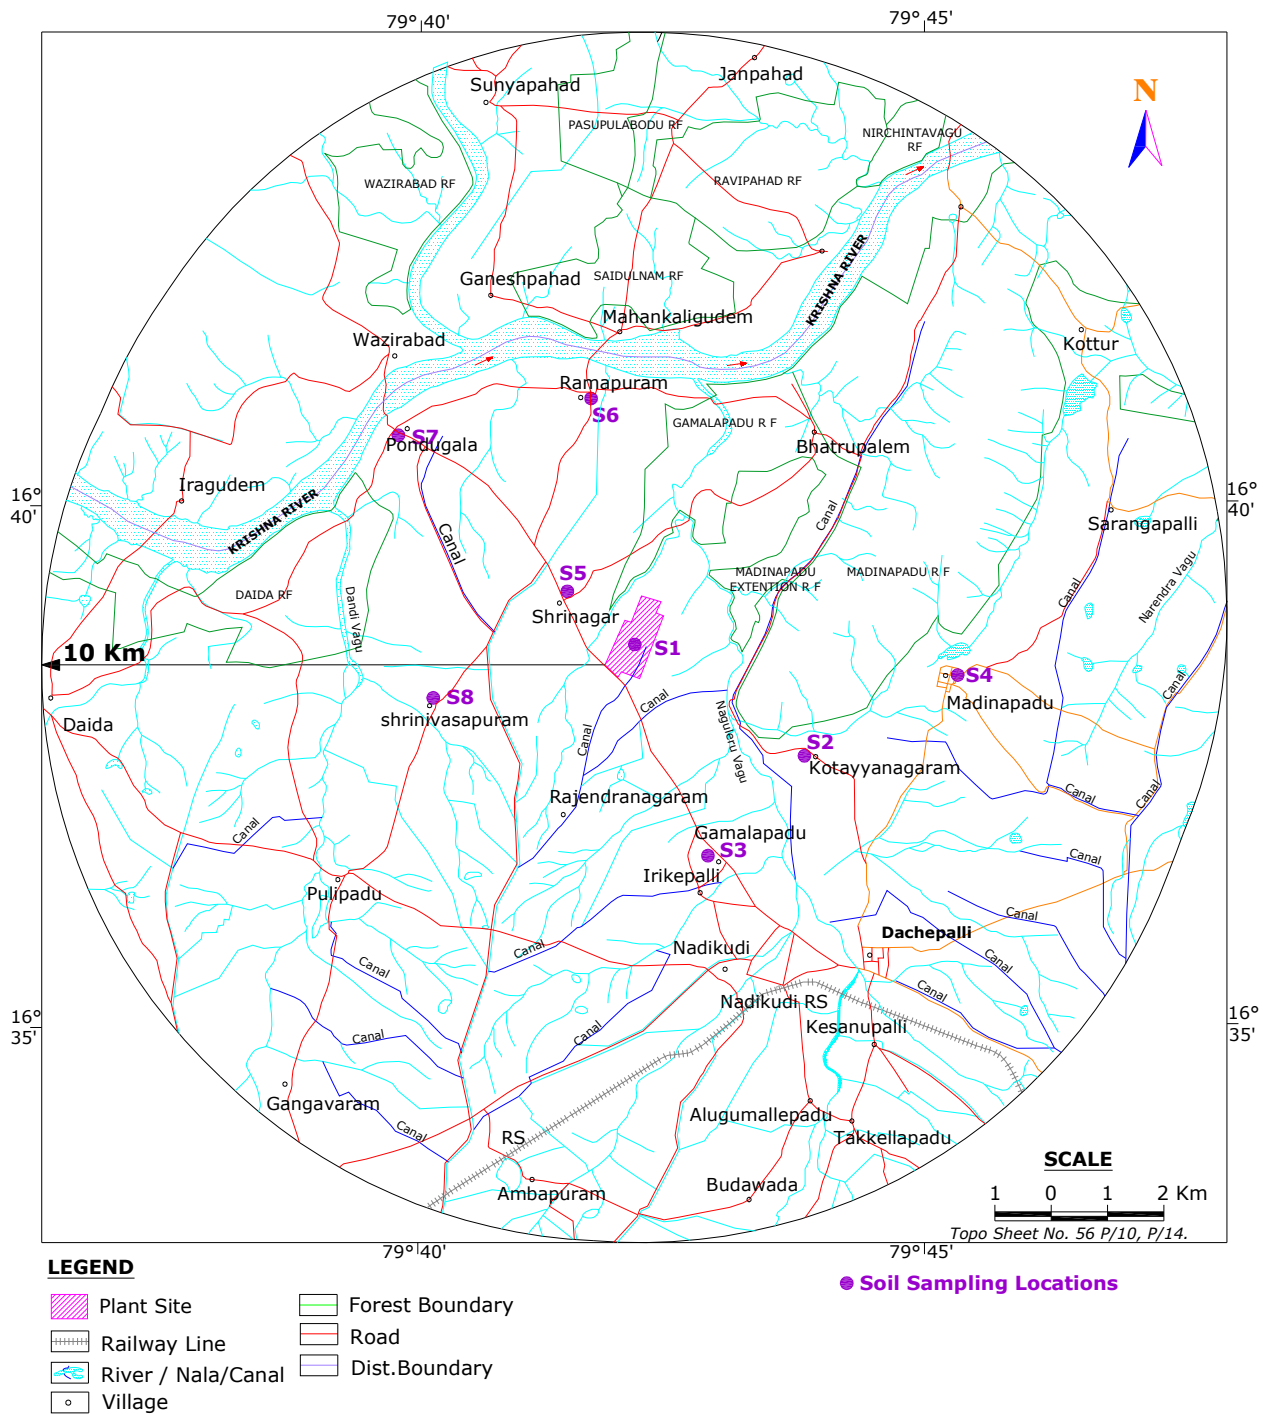 79° 40'
79° 45'
Sunyapahad
Janpahad
N
PASUPULABODU RF
NIRCHINTAVAGU
RF
WAZIRABAD RF
RAVIPAHAD RF
Ganeshpahad
SAIDULNAM RF
KRISHNA RIVER
Mahankaligudem
Wazirabad
Kottur
Ramapuram
S6
GAMALAPADU R F
S7
Pondugala
Bhatrupalem
Iragudem
16°
40'
16°
40'
KRISHNA RIVER
Canal
Canal
Sarangapalli
S5
MADINAPADU
EXTENTION R F
MADINAPADU R F
Narendra Vagu
Canal
DAIDA RF
Dandi Vagu
Shrinagar
S1
10 Km
S4
Madinapadu
Canal
S8
shrinivasapuram
Daida
Canal
Canal
Naguleru Vagu
S2
Kotayyanagaram
Rajendranagaram
Canal
Canal
Canal
Gamalapadu
S3
Irikepalli
Canal
Pulipadu
Canal
Dachepalli
Nadikudi
Canal
Canal
Canal
Canal
Nadikudi RS
Kesanupalli
16°
35'
16°
35'
Canal
Canal
Gangavaram
Canal
Alugumallepadu
RS
Takkellapadu
Ambapuram
Budawada
SCALE
1 0 1 2 Km
Topo Sheet No. 56 P/10, P/14.
79° 40'
79° 45'
LEGEND
Soil Sampling Locations
Plant Site
Forest Boundary
Railway Line
Road
River / Nala/Canal
Dist.Boundary
Village